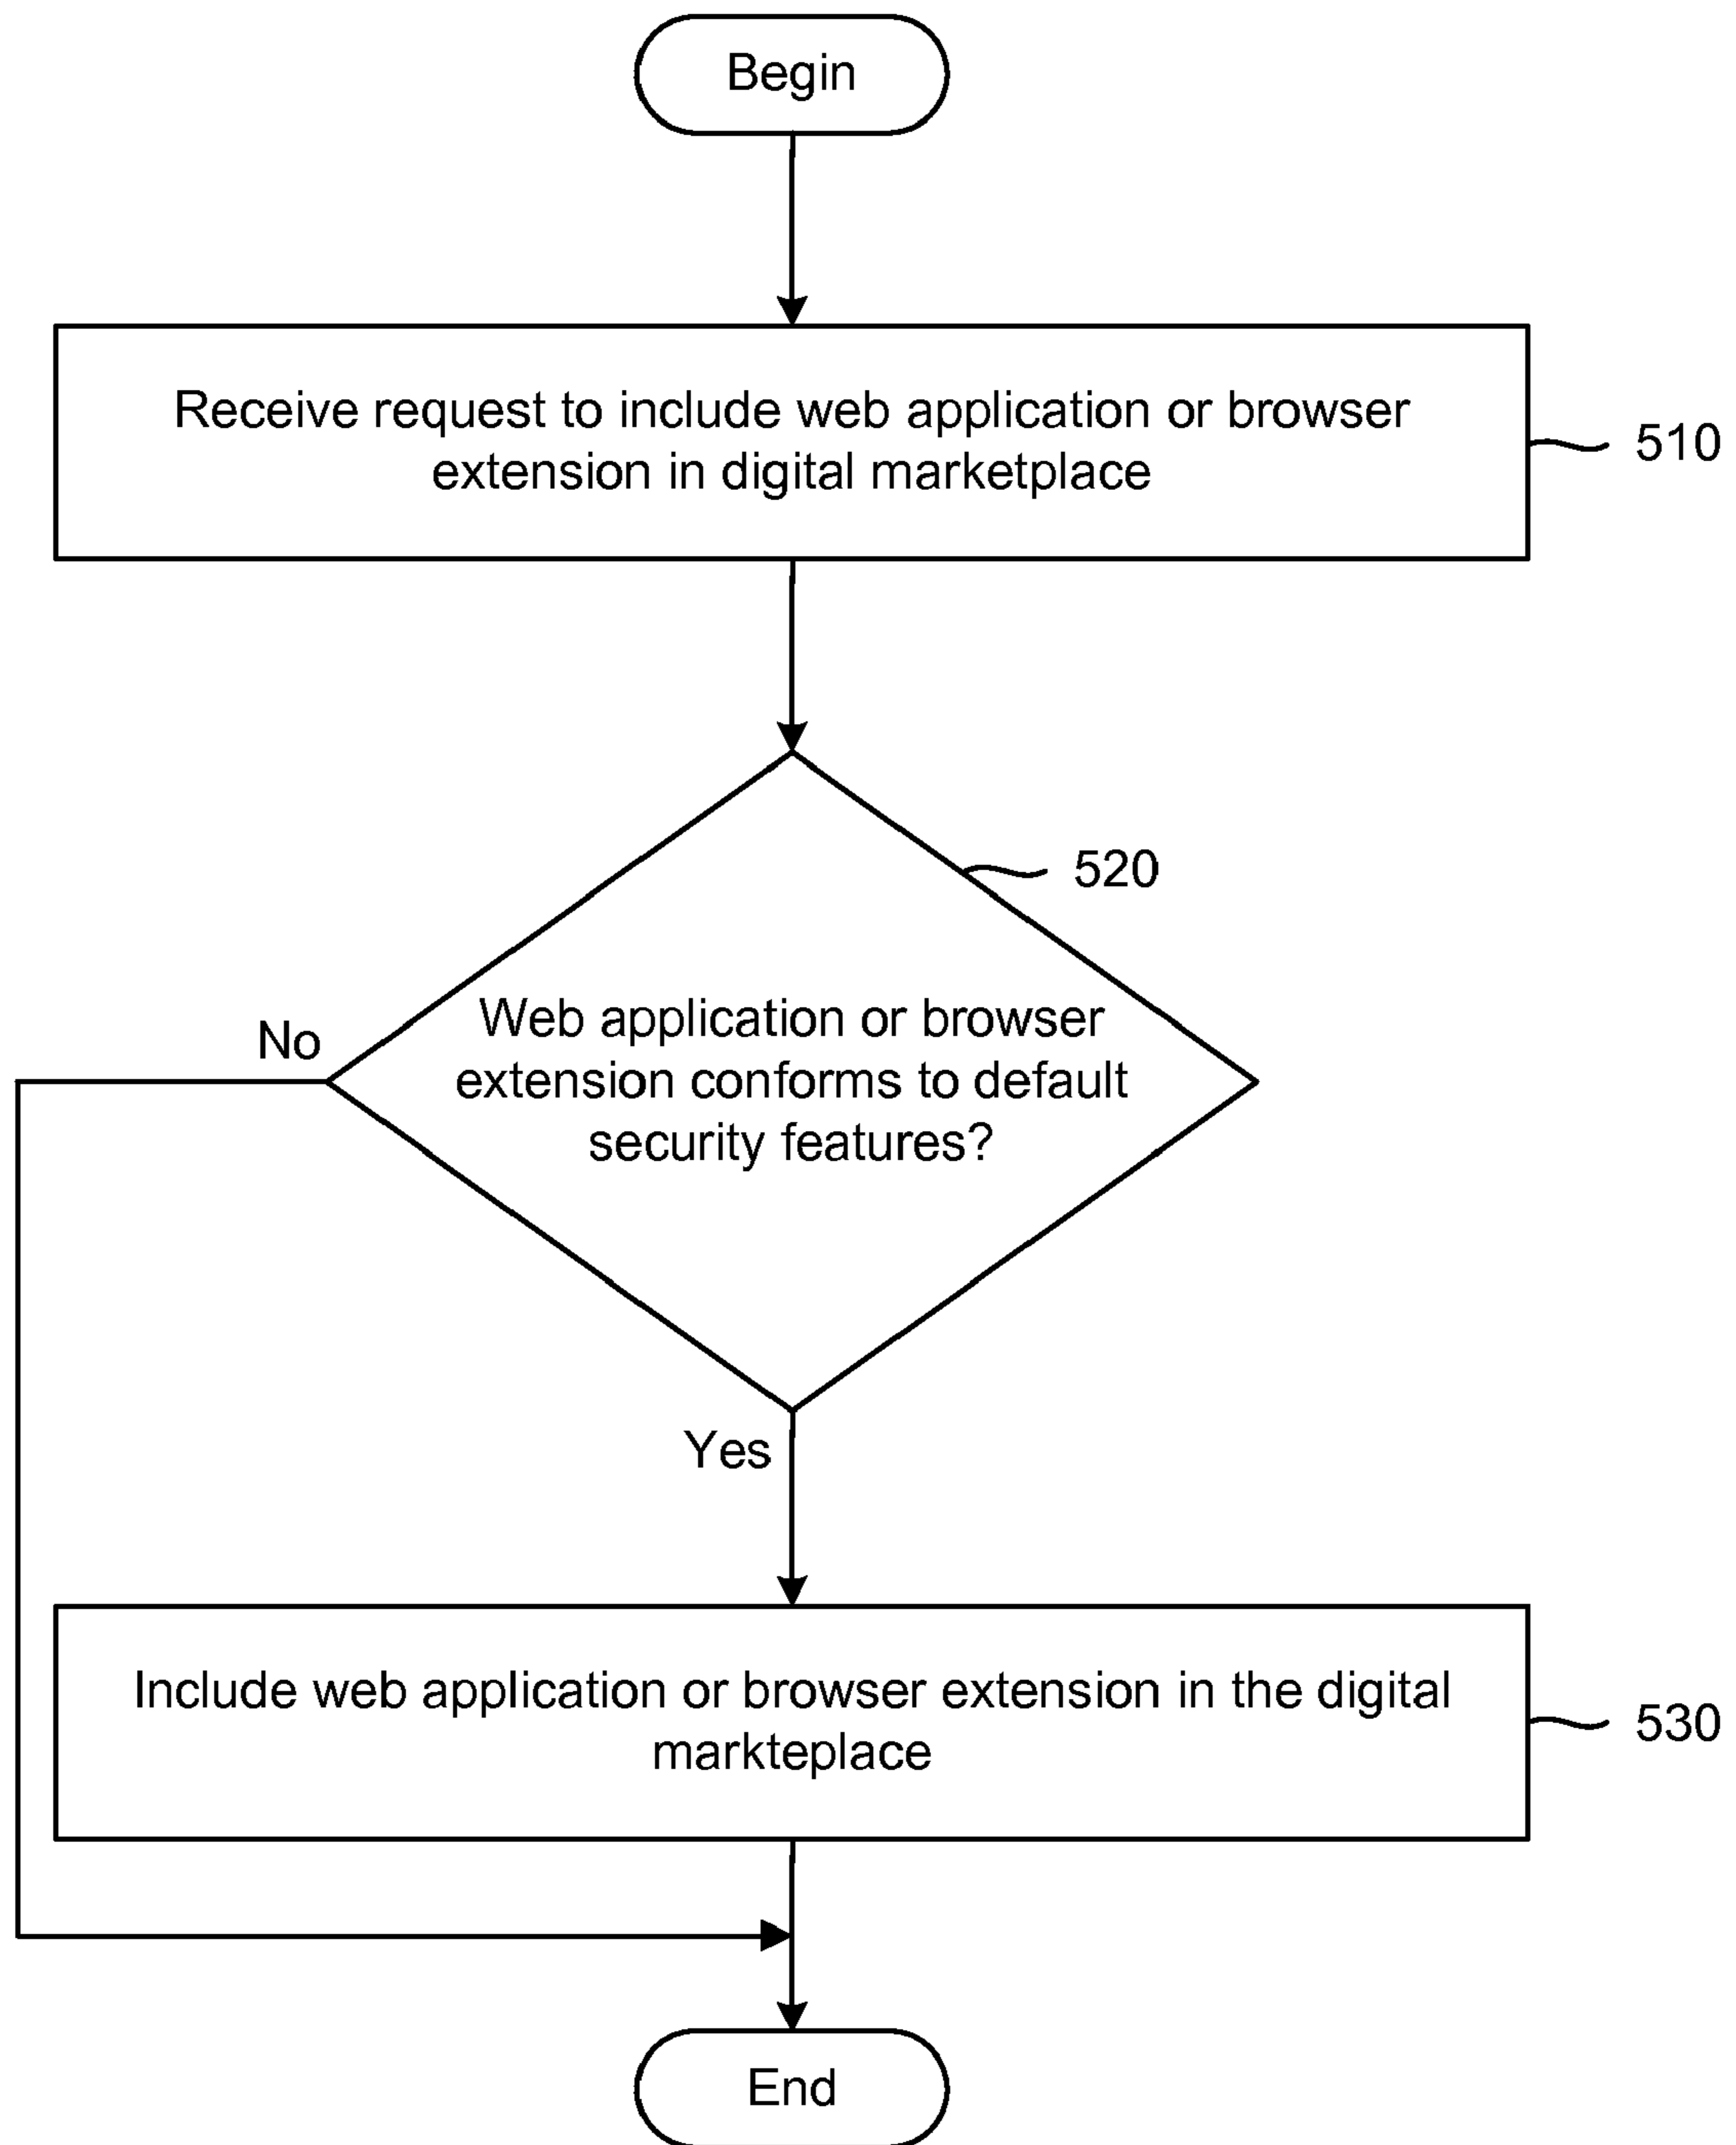 Begin
Receive request to include web application or browser
extension in digital marketplace
510
520
No
Web application or browser
extension conforms to default
security features?
Yes
Include web application or browser extension in the digital
markteplace
530
End